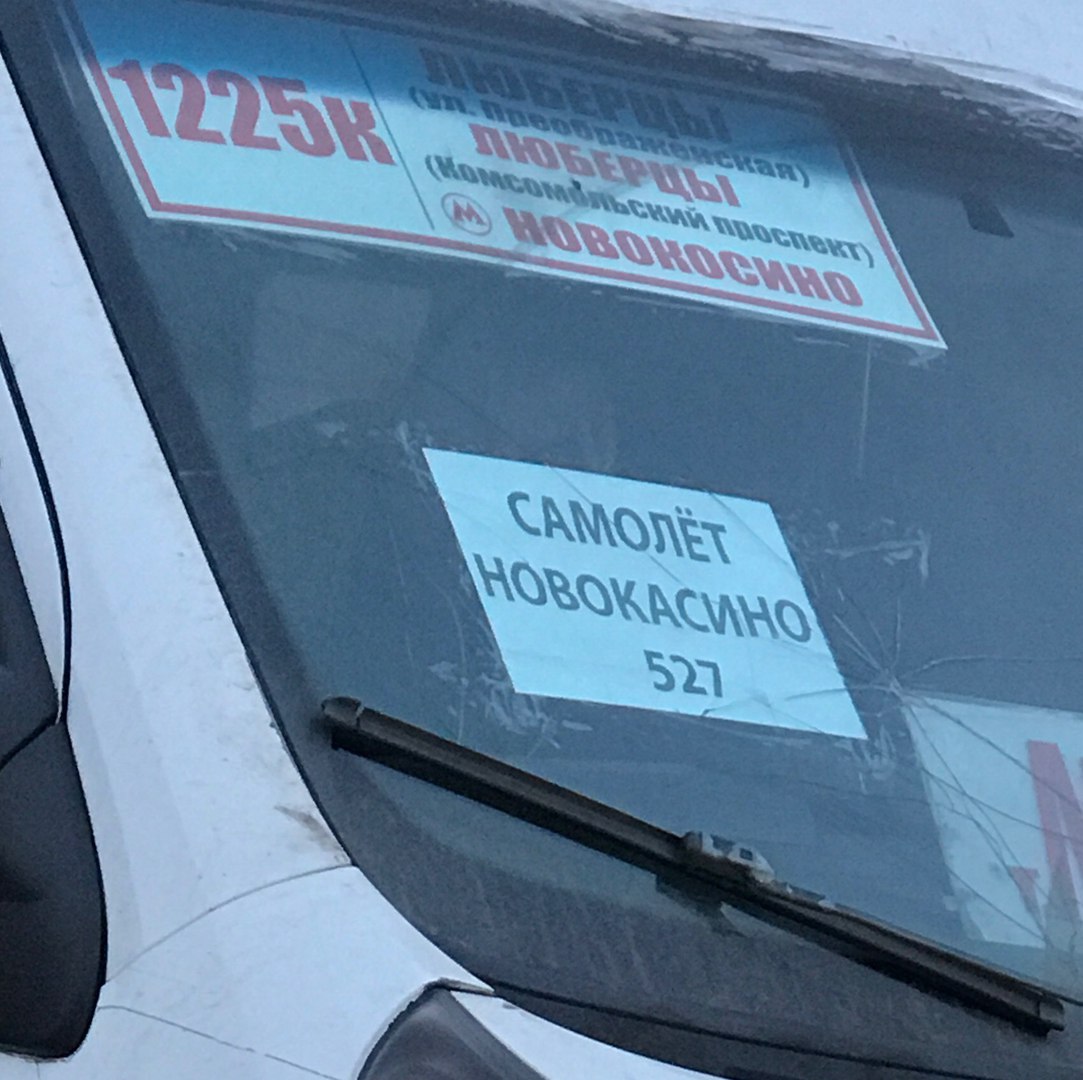 1225К
ЛЮБЕРЦЫ
(ул. Преображенская)
ЛЮБЕРЦЫ
(Комсомольский проспект)
М НОВОКОСИНО
САМОЛЁТ
НОВОКАСИНО
527